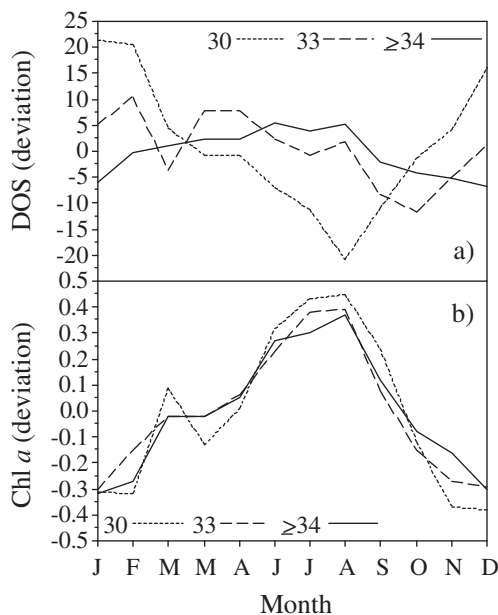 25
30 33 ≥34
20
15
10
5
0
-5
-10
-15
-20
DOS (deviation)
a)
0.5
b)
0.4
0.3
0.2
0.1
0.0
-0.1
-0.2
-0.3
-0.4
-0.5
Chl a (deviation)
30 33 ≥34
J F M M A J J A S O N D
Month